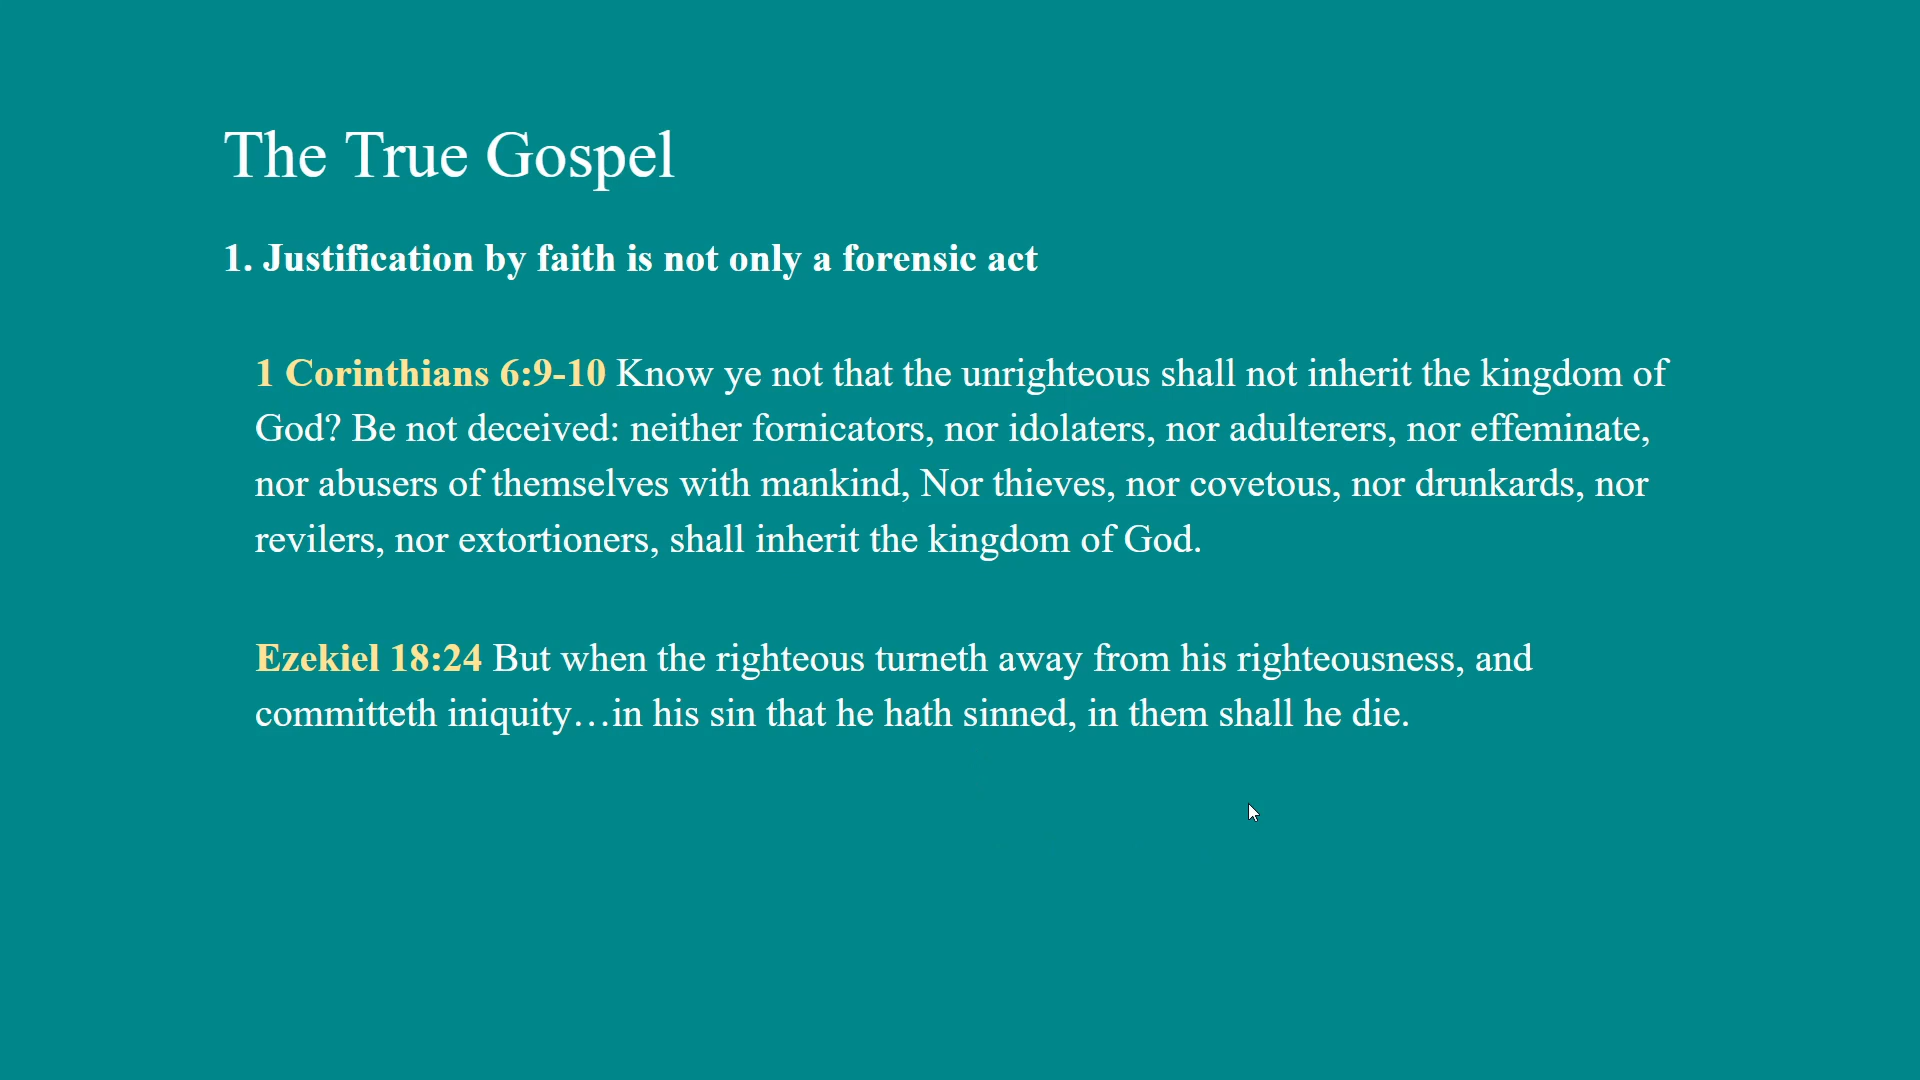 The True Gospel
1. Justification by faith is not only a forensic act
1 Corinthians 6:9-10 Know ye not that the unrighteous shall not inherit the kingdom of
God? Be not deceived: neither fornicators, nor idolaters, nor adulterers, nor effeminate,
nor abusers of themselves with mankind, Nor thieves, nor covetous, nor drunkards, nor
revilers, nor extortioners, shall inherit the kingdom of God.
Ezekiel 18:24 But when the righteous turneth away from his righteousness, and
committeth iniquity…in his sin that he hath sinned, in them shall he die.